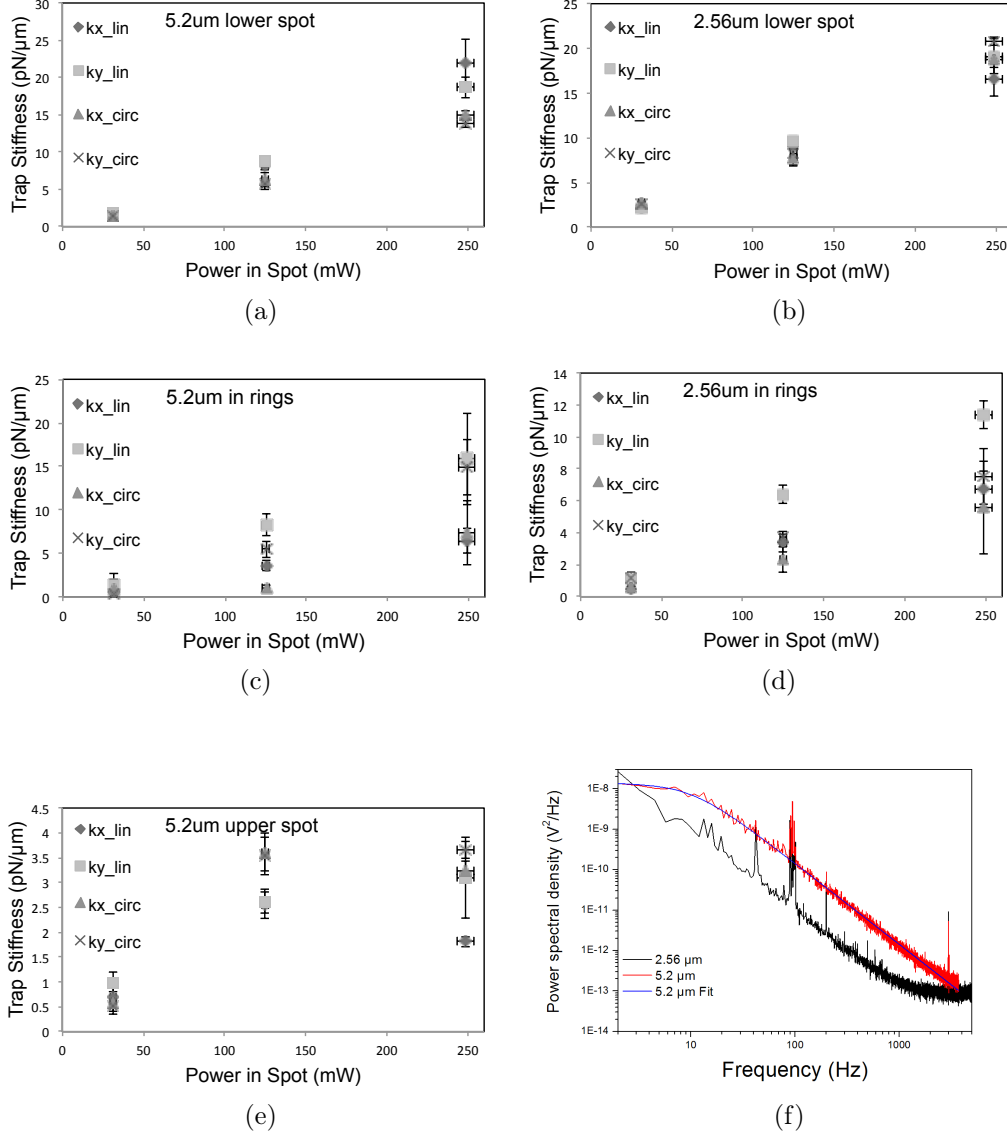 5.2um lower spot
Trap Stiffness (pN/µm)
30
25
20
15
10
5
0
kx_lin
ky_lin
kx_circ
ky_circ
0 50 100 150 200 250
Power in Spot (mW)
(a)
2.56um lower spot
Trap Stiffness (pN/µm)
25
20
15
10
5
0
kx_lin
ky_lin
kx_circ
ky_circ
0 50 100 150 200 250
Power in Spot (mW)
(b)
5.2um in rings
Trap Stiffness (pN/µm)
25
20
15
10
5
0
kx_lin
ky_lin
kx_circ
ky_circ
0 50 100 150 200 250
Power in Spot (mW)
(c)
2.56um in rings
Trap Stiffness (pN/µm)
14
12
10
8
6
4
2
0
kx_lin
ky_lin
kx_circ
ky_circ
0 50 100 150 200 250
Power in Spot (mW)
(d)
5.2um upper spot
Trap Stiffness (pN/µm)
4.5
4
3.5
3
2.5
2
1.5
1
0.5
0
kx_lin
ky_lin
kx_circ
ky_circ
0 50 100 150 200 250
Power in Spot (mW)
(e)
Power spectral density (V²/Hz)
1E-8
1E-9
1E-10
1E-11
1E-12
1E-13
1E-14
2.56 µm
5.2 µm
5.2 µm Fit
10 100 1000
Frequency (Hz)
(f)